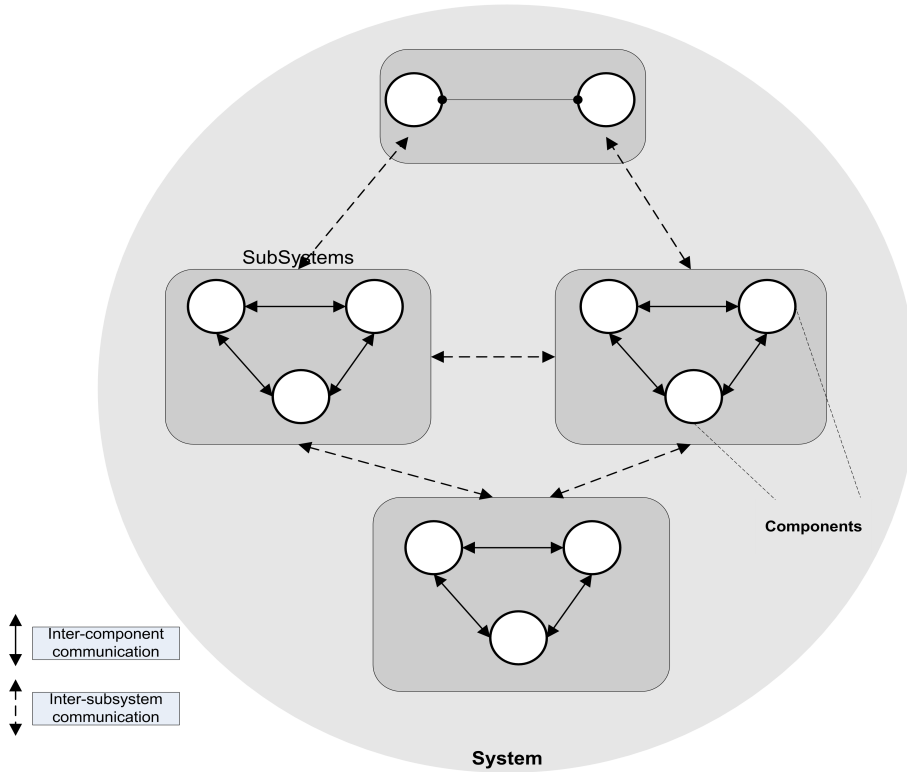 SubSystems
Components
Inter-component
communication
Inter-subsystem
communication
System